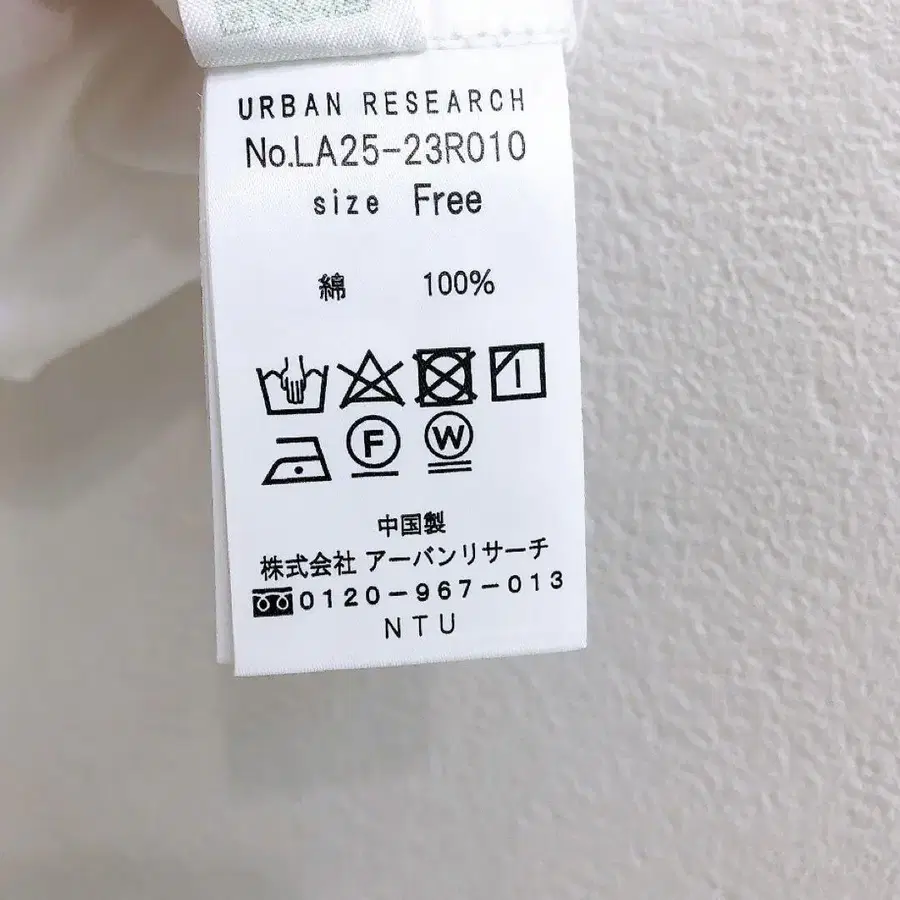 URBAN RESEARCH
No.LA25-23R010
size Free
綿 100%
F W
中国製
株式会社 アーバンリサーチ
0120-967-013
NTU